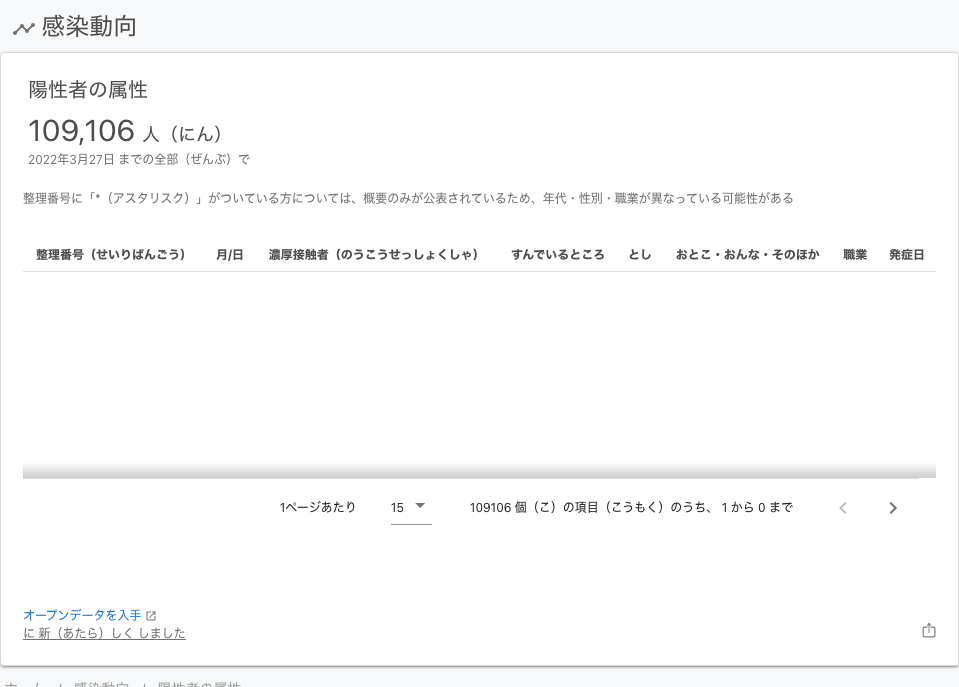 感染動向
陽性者の属性
109,106 人（にん）
2022年3月27日 までの全部（ぜんぶ）で
整理番号に「*（アスタリスク）」がついている方については、概要のみが公表されているため、年代・性別・職業が異なっている可能性がある
整理番号（せいりばんごう） 月/日 濃厚接触者（のうこうせっしょくしゃ） すんでいるところ とし おとこ・おんな・そのほか 職業 発症日
1ページあたり 15 109106 個（こ）の項目（こうもく）のうち、1 から 0 まで
オープンデータを入手
に 新（あたら）しく しました